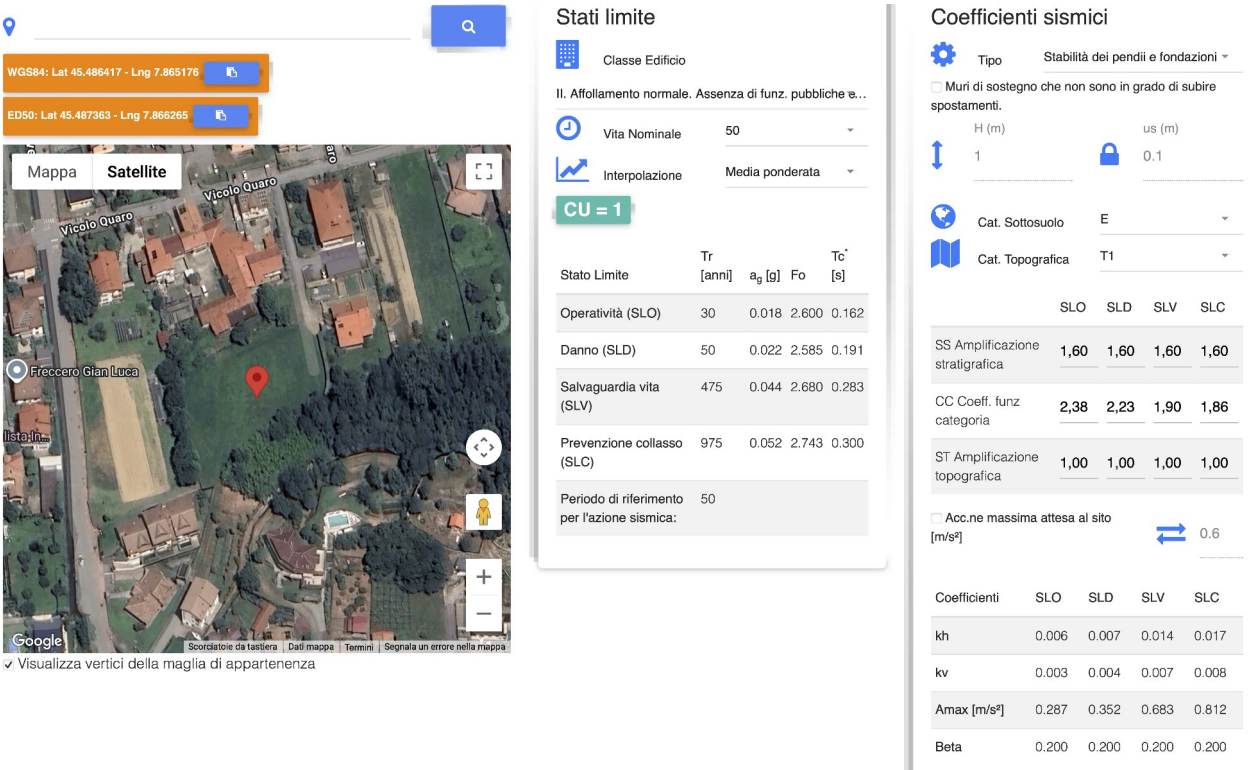 WGS84: Lat 45.486417 - Lng 7.865176
ED50: Lat 45.487363 - Lng 7.866265
Mappa Satellite
Vicolo Quaro
Vicolo Quaro
Freccero Gian Luca
lista In...
Google
Scorciatoie da tastiera Dati mappa Termini Segnala un errore nella mappa
Visualizza vertici della maglia di appartenenza
Stati limite
Classe Edificio
II. Affollamento normale. Assenza di funz. pubbliche e...
Vita Nominale 50
Interpolazione Media ponderata
CU = 1
Stato Limite Tr [anni] ag [g] Fo Tc* [s]
Operatività (SLO) 30 0.018 2.600 0.162
Danno (SLD) 50 0.022 2.585 0.191
Salvaguardia vita (SLV) 475 0.044 2.680 0.283
Prevenzione collasso (SLC) 975 0.052 2.743 0.300
Periodo di riferimento per l'azione sismica: 50
Coefficienti sismici
Tipo Stabilità dei pendii e fondazioni
Muri di sostegno che non sono in grado di subire
spostamenti.
H (m) us (m)
1 0.1
Cat. Sottosuolo E
Cat. Topografica T1
SLO SLD SLV SLC
SS Amplificazione stratigrafica 1,60 1,60 1,60 1,60
CC Coeff. funz categoria 2,38 2,23 1,90 1,86
ST Amplificazione topografica 1,00 1,00 1,00 1,00
Acc.ne massima attesa al sito
[m/s²] 0.6
Coefficienti SLO SLD SLV SLC
kh 0.006 0.007 0.014 0.017
kv 0.003 0.004 0.007 0.008
Amax [m/s²] 0.287 0.352 0.683 0.812
Beta 0.200 0.200 0.200 0.200